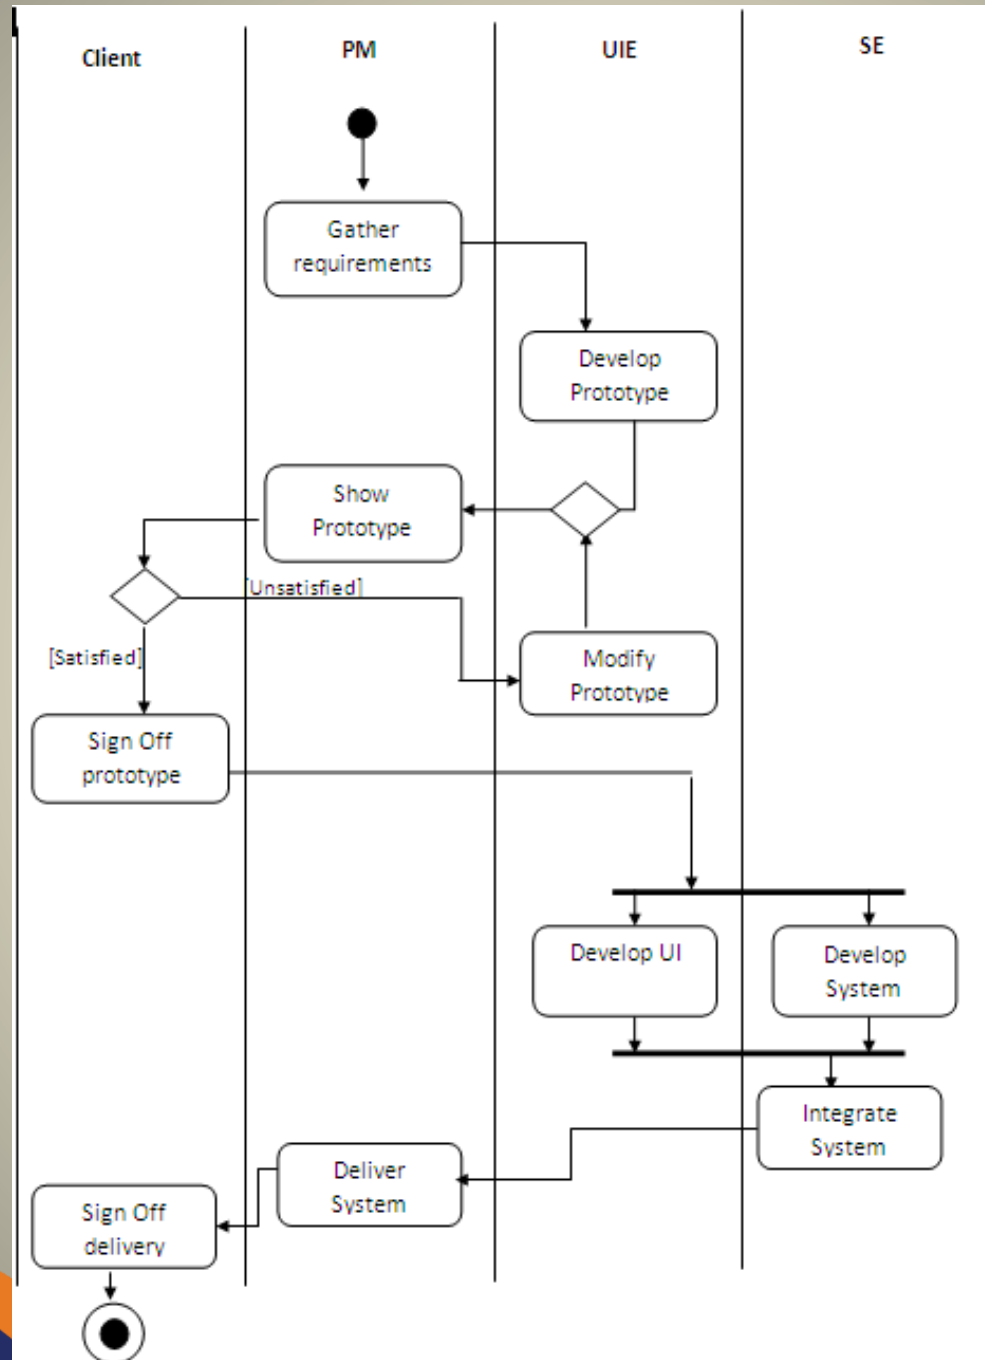 Client
PM
UIE
SE
Gather
requirements
Develop
Prototype
Show
Prototype
[Unsatisfied]
[Satisfied]
Modify
Prototype
Sign Off
prototype
Develop UI
Develop
System
Integrate
System
Deliver
System
Sign Off
delivery